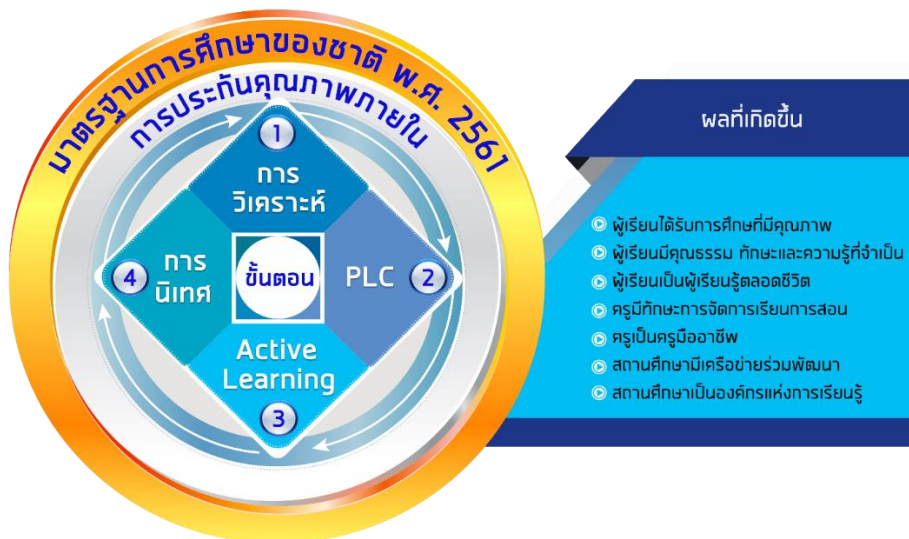 มาตรฐานการศึกษาของชาติ พ.ศ. 2561
การประกันคุณภาพภายใน
1
การ
วิเคราะห์
4
การ
นิเทศ
ขั้นตอน
PLC
2
Active
Learning
3
ผลที่เกิดขึ้น
ผู้เรียนได้รับการศึกษที่มีคุณภาพ
ผู้เรียนมีคุณธรรม ทักษะและความรู้ที่จำเป็น
ผู้เรียนเป็นผู้เรียนรู้ตลอดชีวิต
ครูมีทักษะการจัดการเรียนการสอน
ครูเป็นครูมืออาชีพ
สถานศึกษามีเครือข่ายร่วมพัฒนา
สถานศึกษาเป็นองค์กรแห่งการเรียนรู้